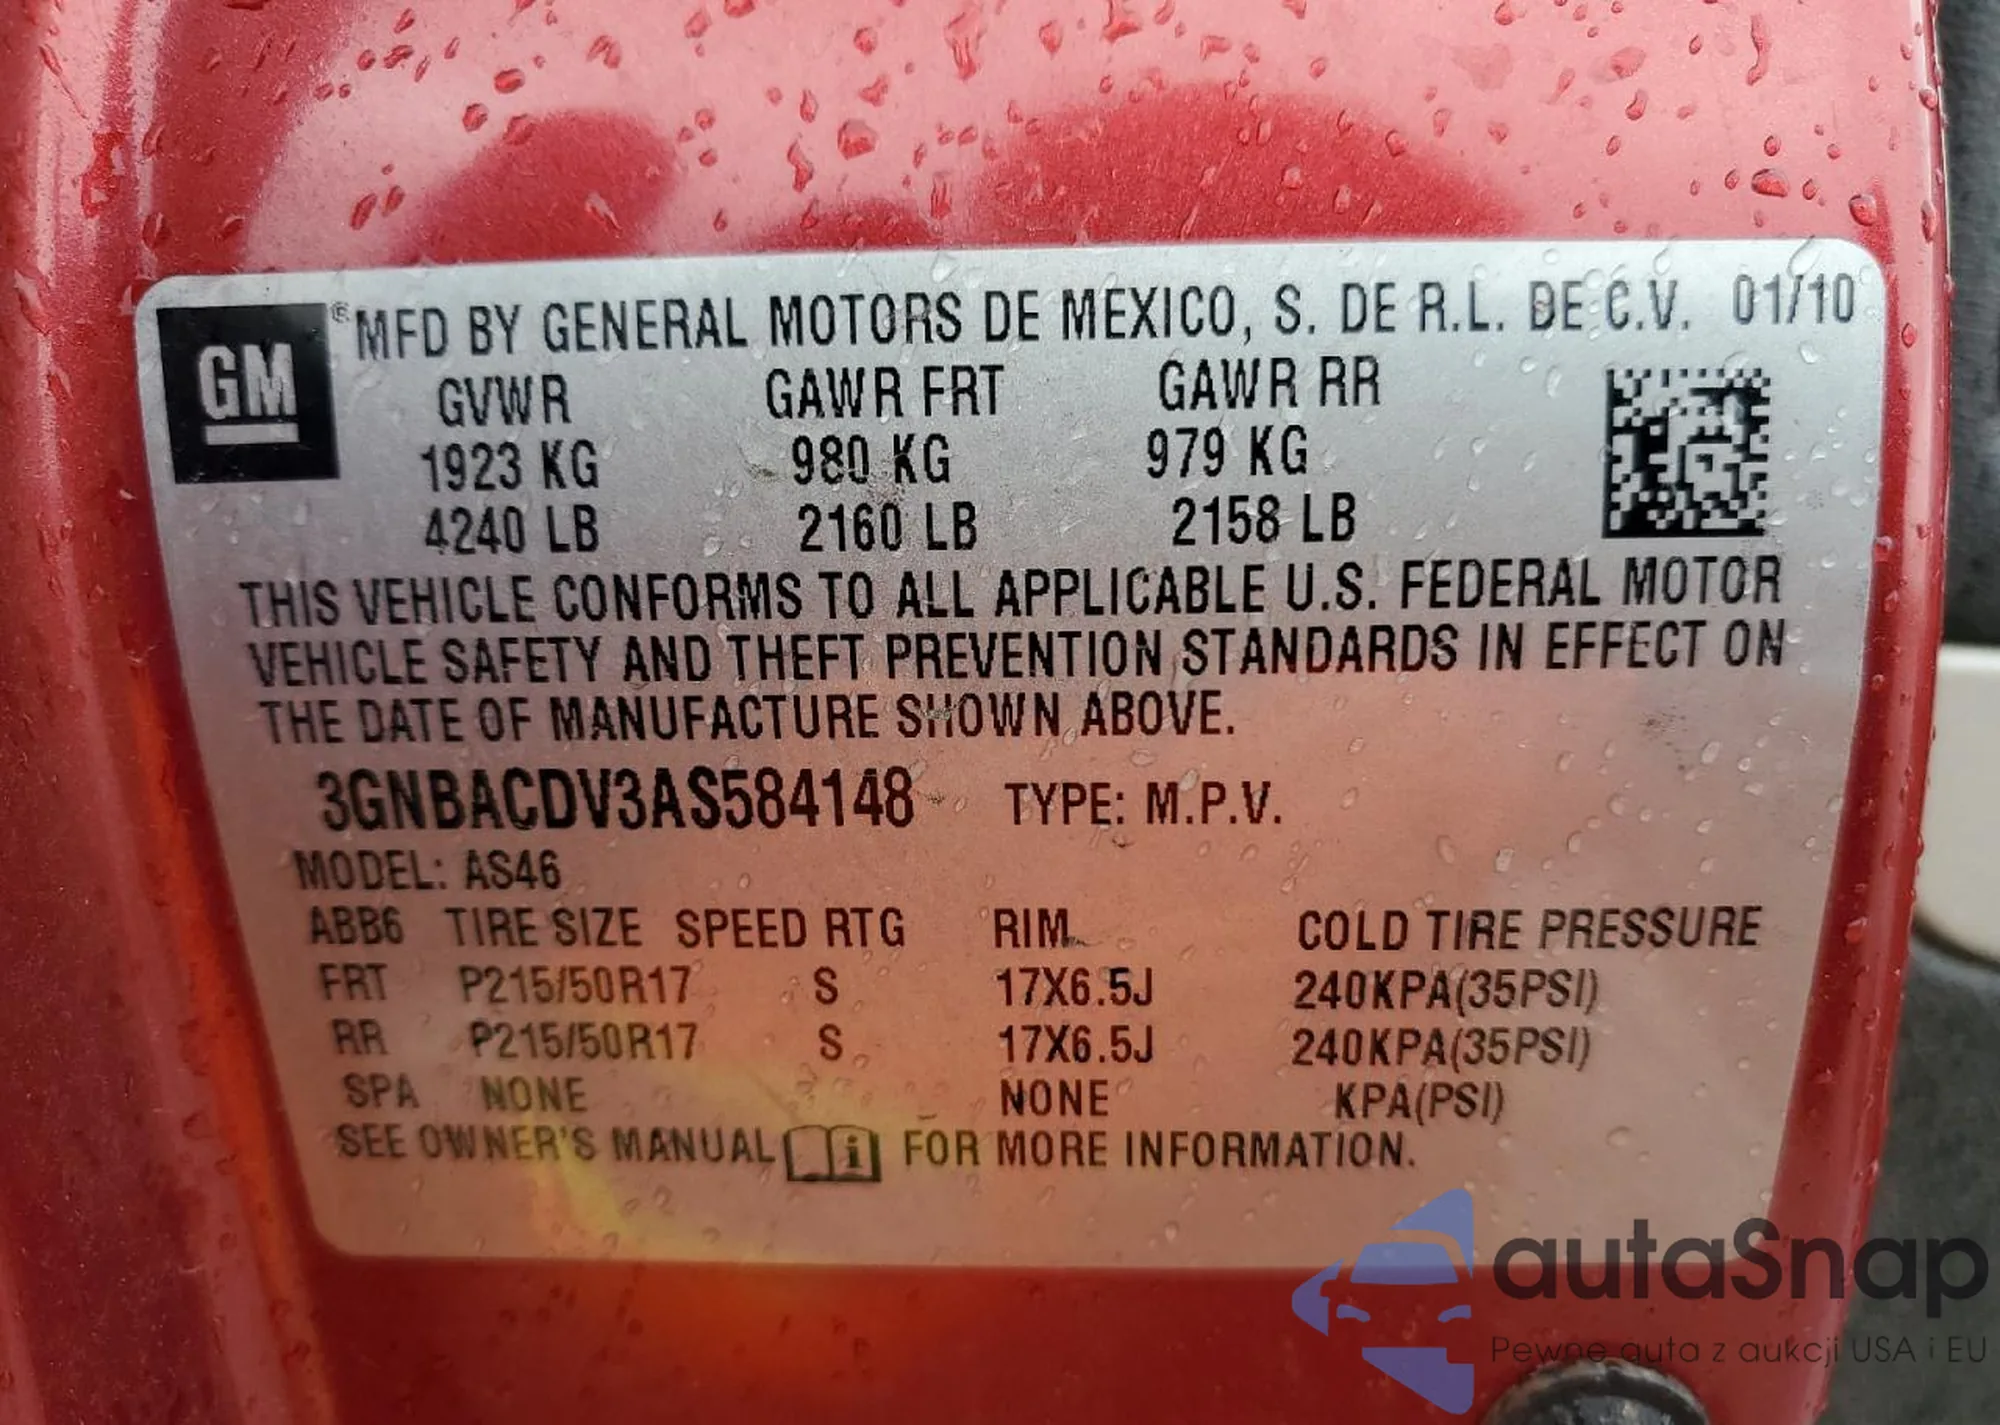 GM ® MFD BY GENERAL MOTORS DE MEXICO, S. DE R.L. DE C.V. 01/10
GVWR GAWR FRT GAWR RR
1923 KG 980 KG 979 KG
4240 LB 2160 LB 2158 LB
THIS VEHICLE CONFORMS TO ALL APPLICABLE U.S. FEDERAL MOTOR
VEHICLE SAFETY AND THEFT PREVENTION STANDARDS IN EFFECT ON
THE DATE OF MANUFACTURE SHOWN ABOVE.
3GNBACDV3AS584148 TYPE: M.P.V.
MODEL: AS46
ABB6 TIRE SIZE SPEED RTG RIM COLD TIRE PRESSURE
FRT P215/50R17 S 17X6.5J 240KPA(35PSI)
RR P215/50R17 S 17X6.5J 240KPA(35PSI)
SPA NONE NONE KPA(PSI)
SEE OWNER'S MANUAL i FOR MORE INFORMATION.
autaSnap
Pewne auta z aukcji USA i EU